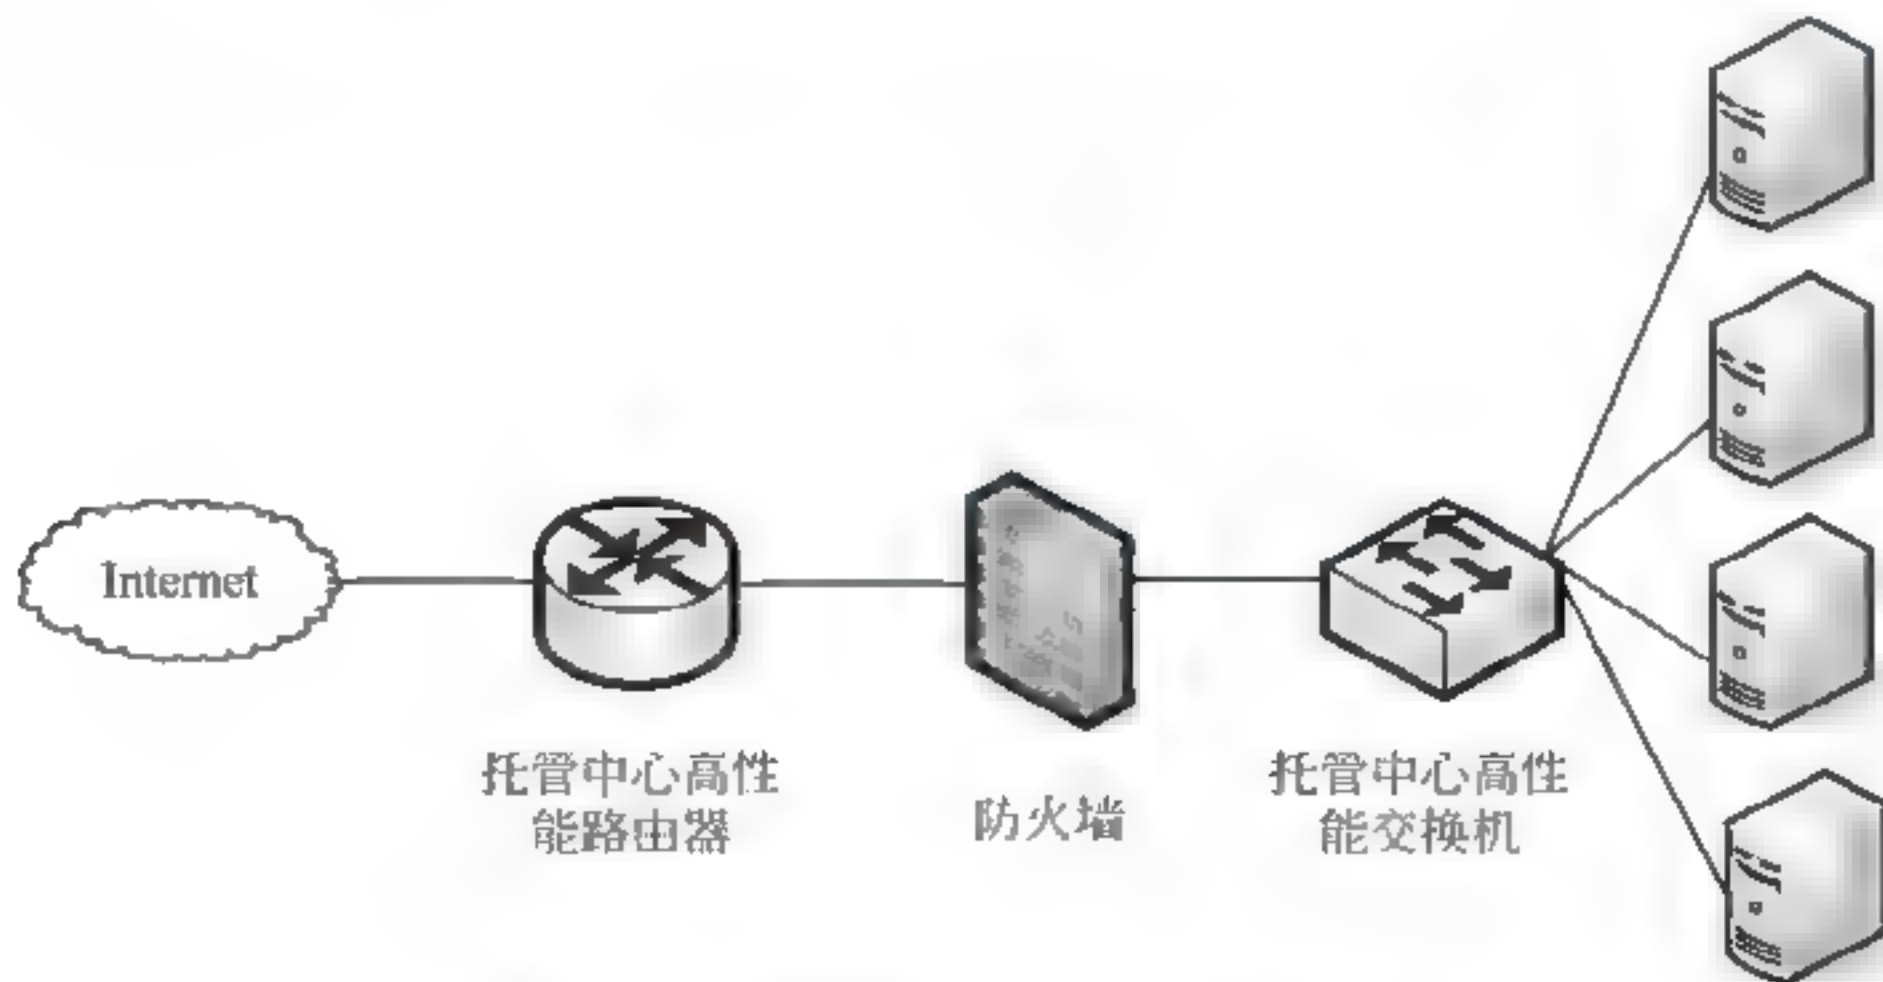 Internet
托管中心高性
能路由器
防火墙
托管中心高性
能交换机